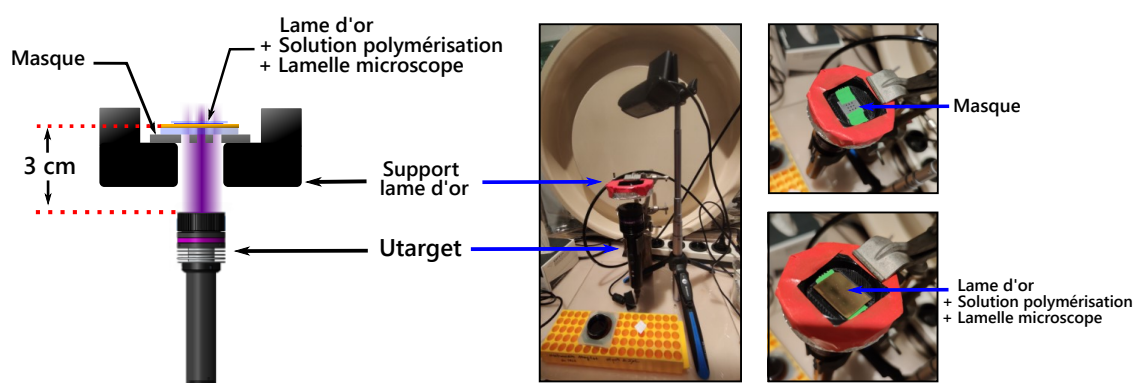 Lame d'or
+ Solution polymérisation
+ Lamelle microscope
Masque
3 cm
Support
lame d'or
Utarget
Masque
Lame d'or
+ Solution polymérisation
+ Lamelle microscope